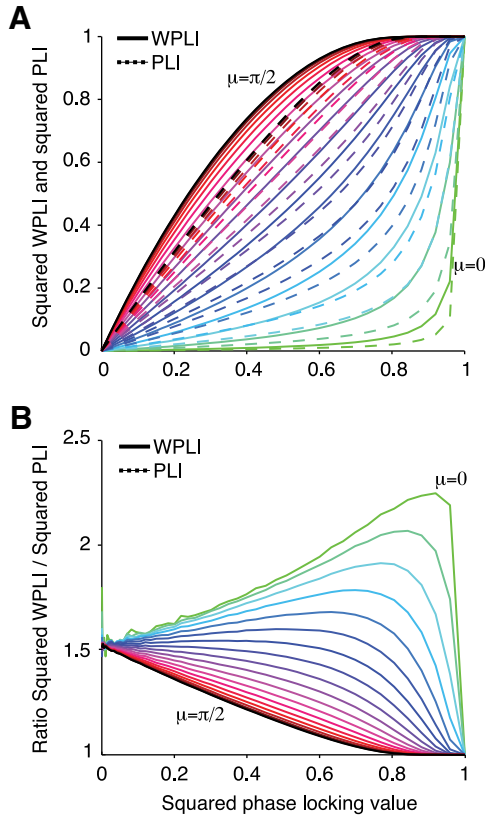 A
WPLI
PLI
μ=π/2
μ=0
Squared WPLI and squared PLI
1
0.8
0.6
0.4
0.2
0
0 0.2 0.4 0.6 0.8 1
B
WPLI
PLI
μ=0
μ=π/2
Ratio Squared WPLI / Squared PLI
2.5
2
1.5
1
0 0.2 0.4 0.6 0.8 1
Squared phase locking value